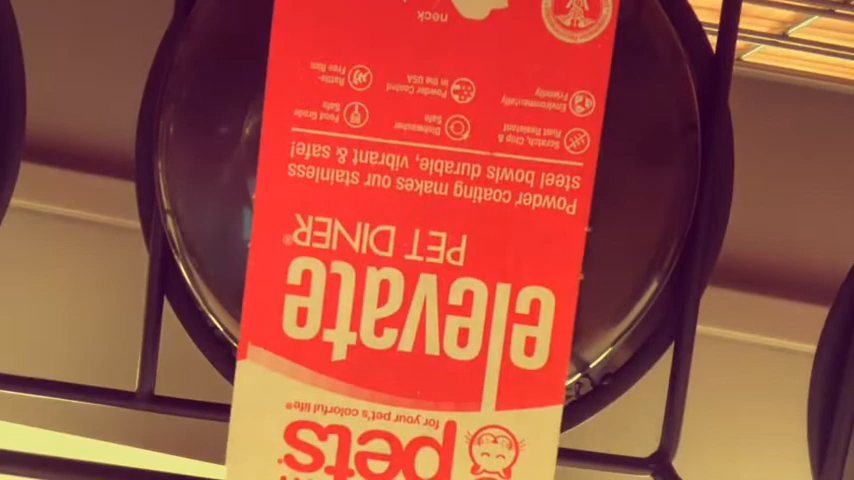 pets
for your pet's colorful life®
elevate
PET DINER®
Powder coating makes our stainless
steel bowls durable, vibrant & safe!
Scratch, Chip &
Rust Resistant
Dishwasher
Safe
Food Grade
Safe
Environmentally
Friendly
Powder Coated
in the USA
Rattle-
Free Rim
neck